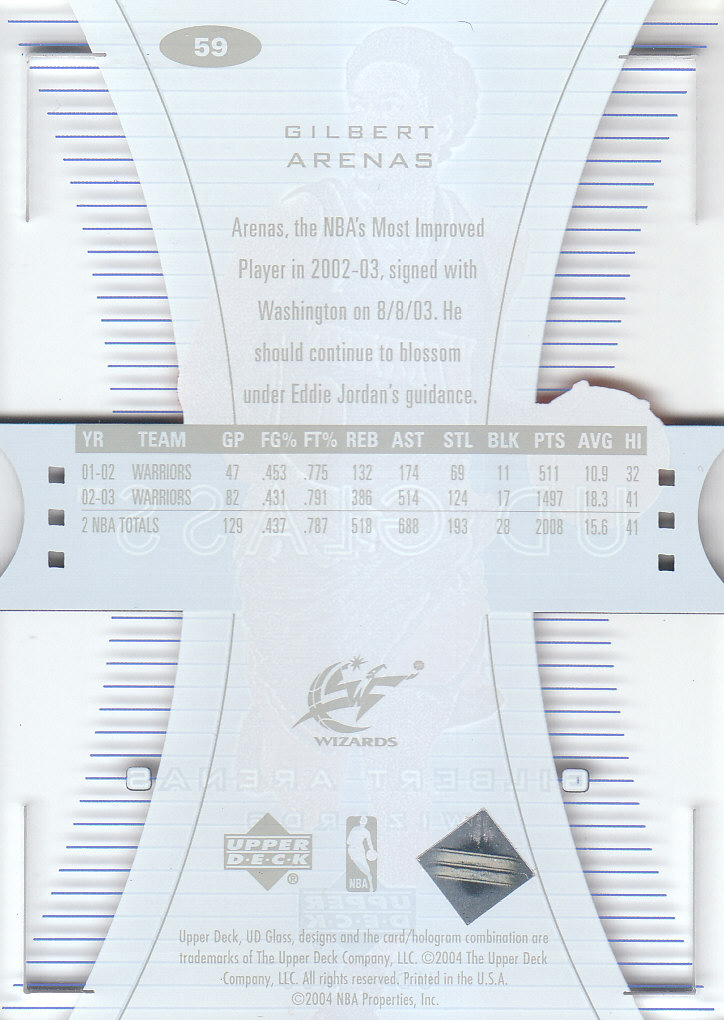 59
GILBERT
ARENAS
Arenas, the NBA's Most Improved
Player in 2002-03, signed with
Washington on 8/8/03. He
should continue to blossom
under Eddie Jordan's guidance.
YR TEAM GP FG% FT% REB AST STL BLK PTS AVG HI
01-02 WARRIORS 47 .453 .775 132 174 69 11 511 10.9 32
02-03 WARRIORS 82 .431 .791 386 514 124 17 1497 18.3 41
2 NBA TOTALS 129 .437 .787 518 688 193 28 2008 15.6 41
UD GLASS
WIZARDS
GILBERT ARENAS
WIZARDS
UPPER
D·E·C·K
®
NBA
UPPER
DECK
Upper Deck, UD Glass, designs and the card/hologram combination are
trademarks of The Upper Deck Company, LLC. ©2004 The Upper Deck
Company, LLC. All rights reserved. Printed in the U.S.A.
©2004 NBA Properties, Inc.